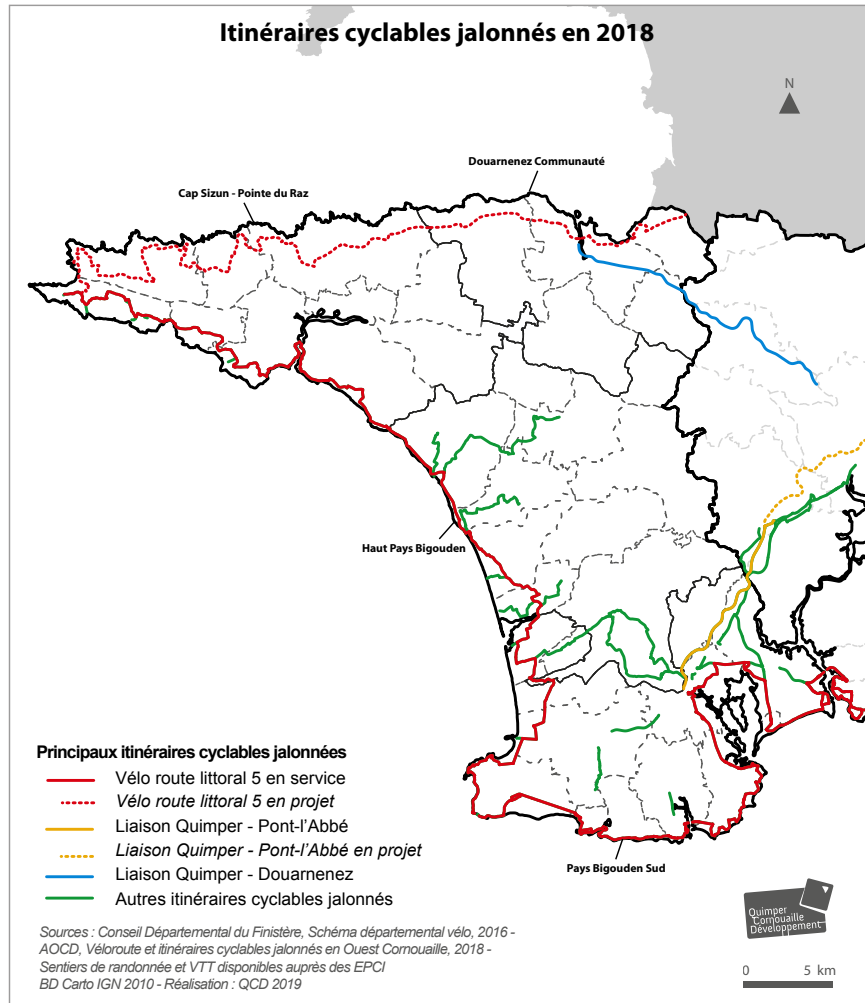 Itinéraires cyclables jalonnés en 2018
N
Douarnenez Communauté
Cap Sizun - Pointe du Raz
Haut Pays Bigouden
Pays Bigouden Sud
Principaux itinéraires cyclables jalonnées
Vélo route littoral 5 en service
Vélo route littoral 5 en projet
Liaison Quimper - Pont-l'Abbé
Liaison Quimper - Pont-l'Abbé en projet
Liaison Quimper - Douarnenez
Autres itinéraires cyclables jalonnés
Sources : Conseil Départemental du Finistère, Schéma départemental vélo, 2016 -
AOCD, Véloroute et itinéraires cyclables jalonnés en Ouest Cornouaille, 2018 -
Sentiers de randonnée et VTT disponibles auprès des EPCI
BD Carto IGN 2010 - Réalisation : QCD 2019
Quimper
Cornouaille
Développement
0 5 km